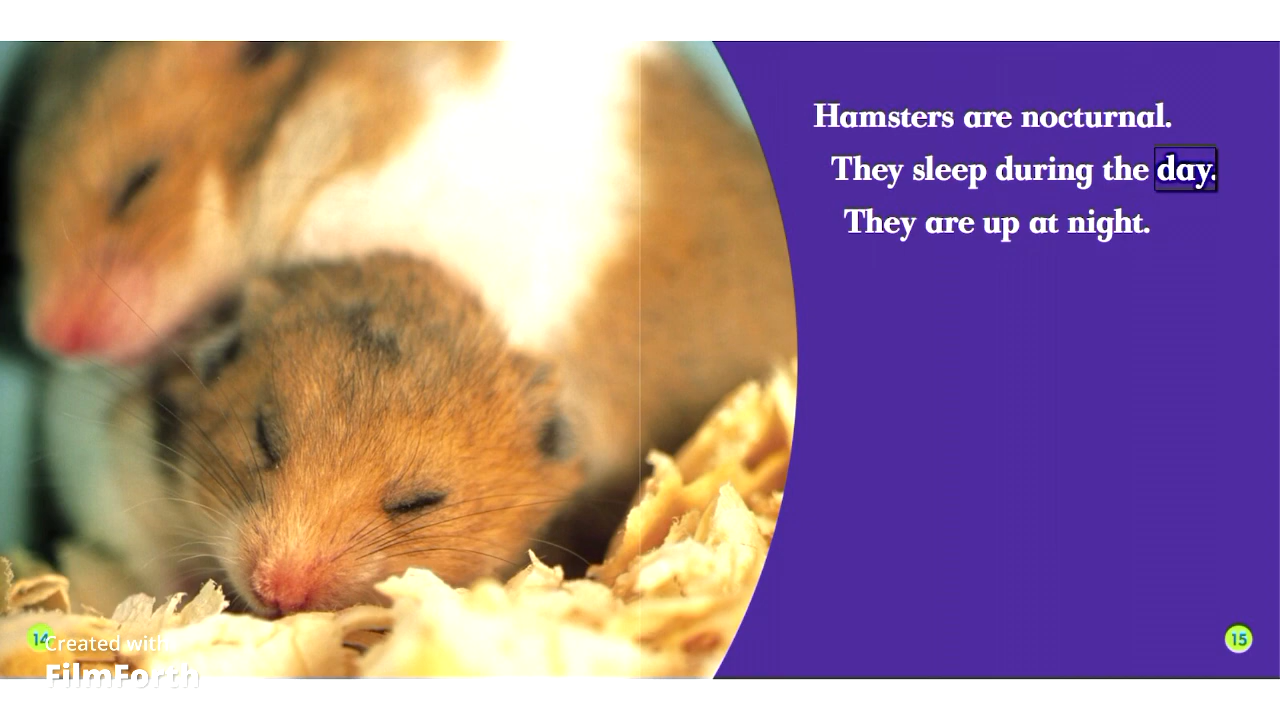 Hamsters are nocturnal.
They sleep during the day.
They are up at night.
14
Created with
FilmForth
15